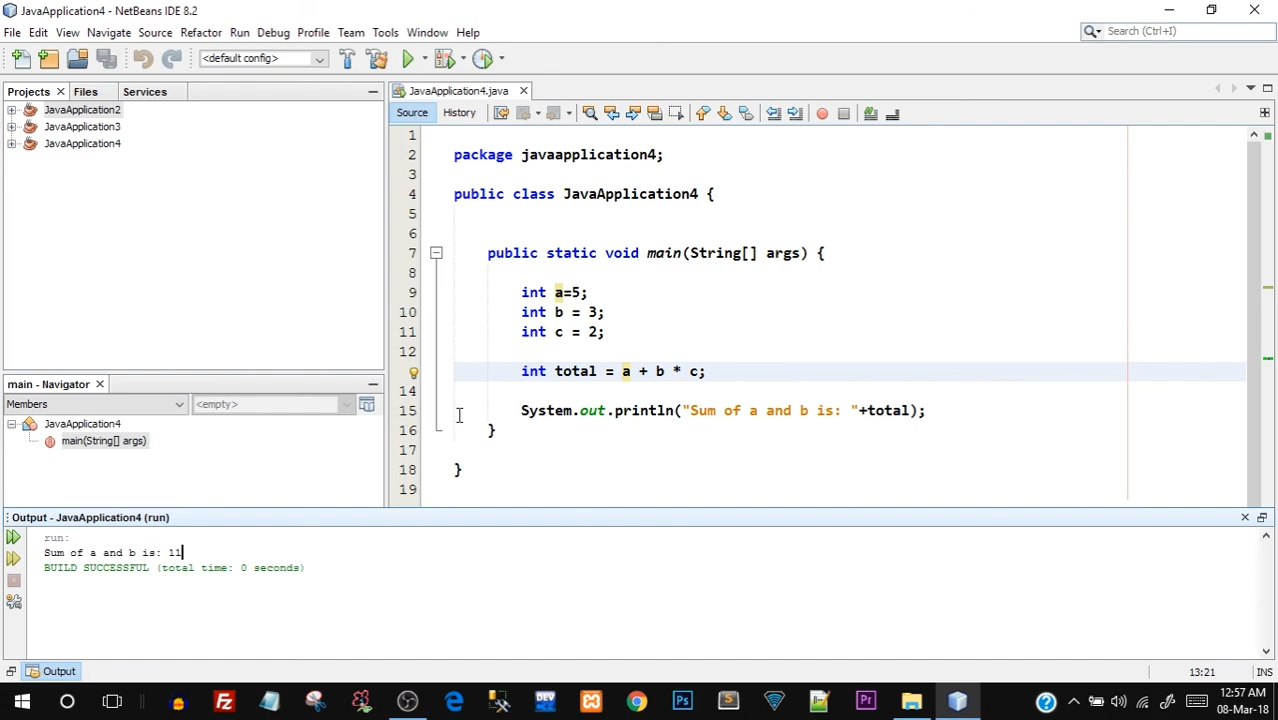 JavaApplication4 - NetBeans IDE 8.2
File Edit View Navigate Source Refactor Run Debug Profile Team Tools Window Help
Search (Ctrl+I)
<default config>
Projects Files Services
JavaApplication2
JavaApplication3
JavaApplication4
main - Navigator
Members <empty>
JavaApplication4
main(String[] args)
JavaApplication4.java
Source History
1
2 package javaapplication4;
3
4 public class JavaApplication4 {
5
6
7 public static void main(String[] args) {
8
9 int a=5;
10 int b = 3;
11 int c = 2;
12
int total = a + b * c;
14
15 System.out.println("Sum of a and b is: "+total);
16 }
17
18 }
19
Output - JavaApplication4 (run)
run:
Sum of a and b is: 11
BUILD SUCCESSFUL (total time: 0 seconds)
Output
13:21 INS
DEV
Ps
S
Pr
12:57 AM
08-Mar-18